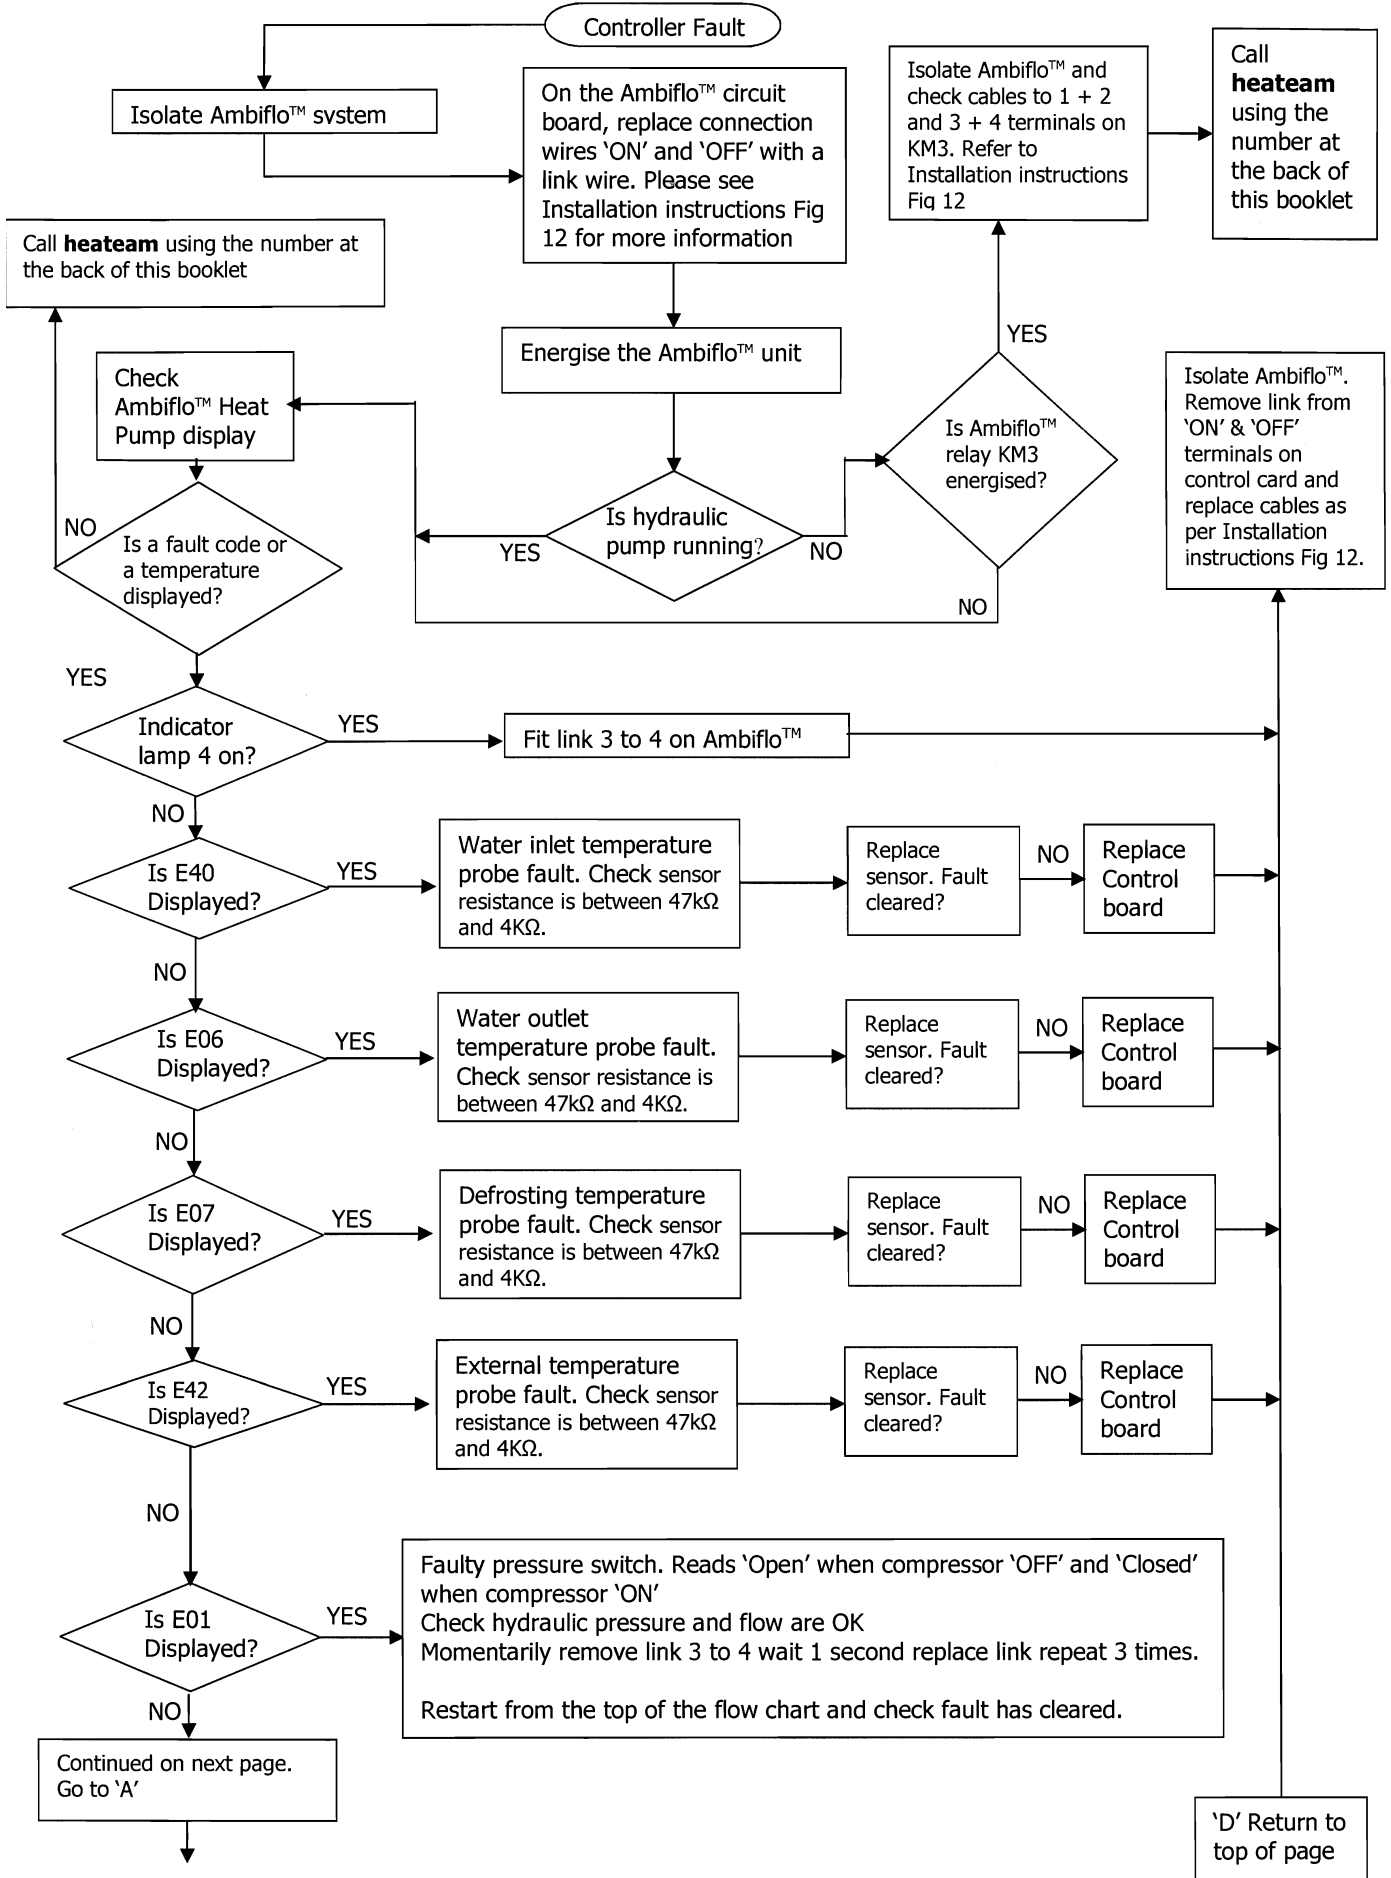 Controller Fault
Isolate Ambiflo™ system
On the Ambiflo™ circuit
board, replace connection
wires ‘ON’ and ‘OFF’ with a
link wire. Please see
Installation instructions Fig
12 for more information
Isolate Ambiflo™ and
check cables to 1 + 2
and 3 + 4 terminals on
KM3. Refer to
Installation instructions
Fig 12
Call
heateam
using the
number at
the back of
this booklet
Call heateam using the number at
the back of this booklet
Energise the Ambiflo™ unit
YES
Check
Ambiflo™ Heat
Pump display
Is Ambiflo™
relay KM3
energised?
Isolate Ambiflo™.
Remove link from
‘ON’ & ‘OFF’
terminals on
control card and
replace cables as
per Installation
instructions Fig 12.
NO
Is a fault code or
a temperature
displayed?
YES
Is hydraulic
pump running?
NO
NO
YES
Indicator
lamp 4 on?
YES
Fit link 3 to 4 on Ambiflo™
NO
Is E40
Displayed?
YES
Water inlet temperature
probe fault. Check sensor
resistance is between 47kΩ
and 4KΩ.
Replace
sensor. Fault
cleared?
NO
Replace
Control
board
NO
Is E06
Displayed?
YES
Water outlet
temperature probe fault.
Check sensor resistance is
between 47kΩ and 4KΩ.
Replace
sensor. Fault
cleared?
NO
Replace
Control
board
NO
Is E07
Displayed?
YES
Defrosting temperature
probe fault. Check sensor
resistance is between 47kΩ
and 4KΩ.
Replace
sensor. Fault
cleared?
NO
Replace
Control
board
NO
Is E42
Displayed?
YES
External temperature
probe fault. Check sensor
resistance is between 47kΩ
and 4KΩ.
Replace
sensor. Fault
cleared?
NO
Replace
Control
board
NO
Is E01
Displayed?
YES
Faulty pressure switch. Reads ‘Open’ when compressor ‘OFF’ and ‘Closed’
when compressor ‘ON’
Check hydraulic pressure and flow are OK
Momentarily remove link 3 to 4 wait 1 second replace link repeat 3 times.
Restart from the top of the flow chart and check fault has cleared.
NO
Continued on next page.
Go to ‘A’
‘D’ Return to
top of page